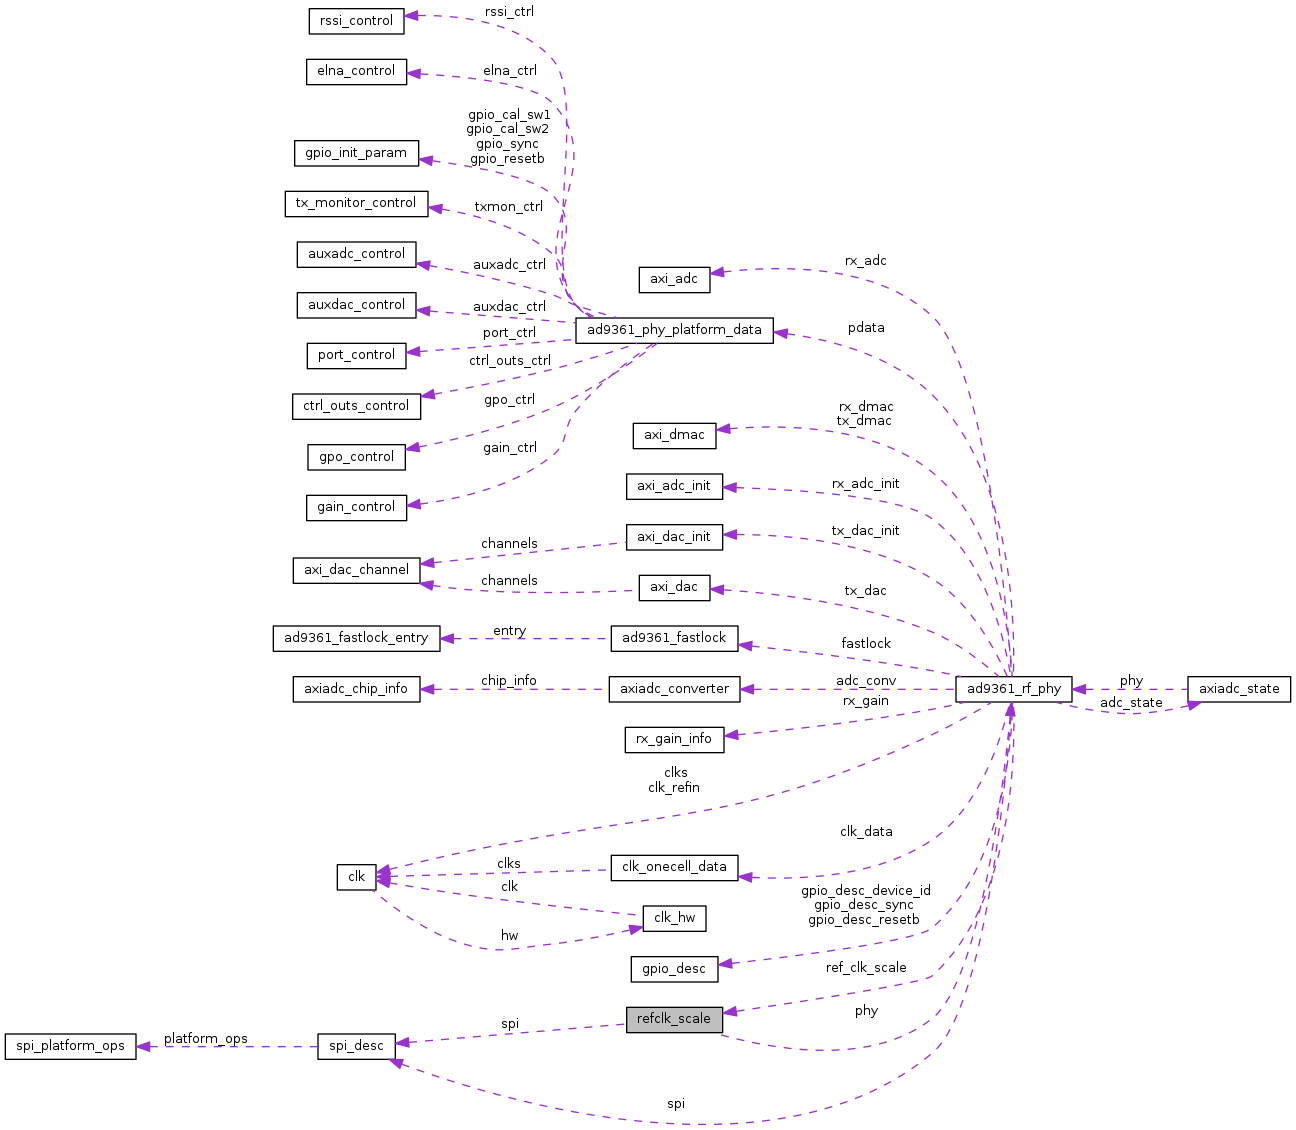 rssi_control
rssi_ctrl
elna_control
elna_ctrl
gpio_cal_sw1
gpio_cal_sw2
gpio_sync
gpio_resetb
gpio_init_param
tx_monitor_control
txmon_ctrl
auxadc_control
auxadc_ctrl
axi_adc
rx_adc
auxdac_control
auxdac_ctrl
ad9361_phy_platform_data
pdata
port_control
port_ctrl
ctrl_outs_ctrl
ctrl_outs_control
gpo_ctrl
rx_dmac
tx_dmac
axi_dmac
gpo_control
gain_ctrl
axi_adc_init
rx_adc_init
gain_control
axi_dac_init
tx_dac_init
channels
axi_dac_channel
channels
axi_dac
tx_dac
ad9361_fastlock_entry
entry
ad9361_fastlock
fastlock
axiadc_chip_info
chip_info
axiadc_converter
adc_conv
rx_gain
ad9361_rf_phy
phy
adc_state
axiadc_state
rx_gain_info
clks
clk_refin
clk_data
clk
clks
clk_onecell_data
clk
clk_hw
hw
gpio_desc_device_id
gpio_desc_sync
gpio_desc_resetb
gpio_desc
ref_clk_scale
refclk_scale
phy
spi
spi_platform_ops
platform_ops
spi_desc
spi